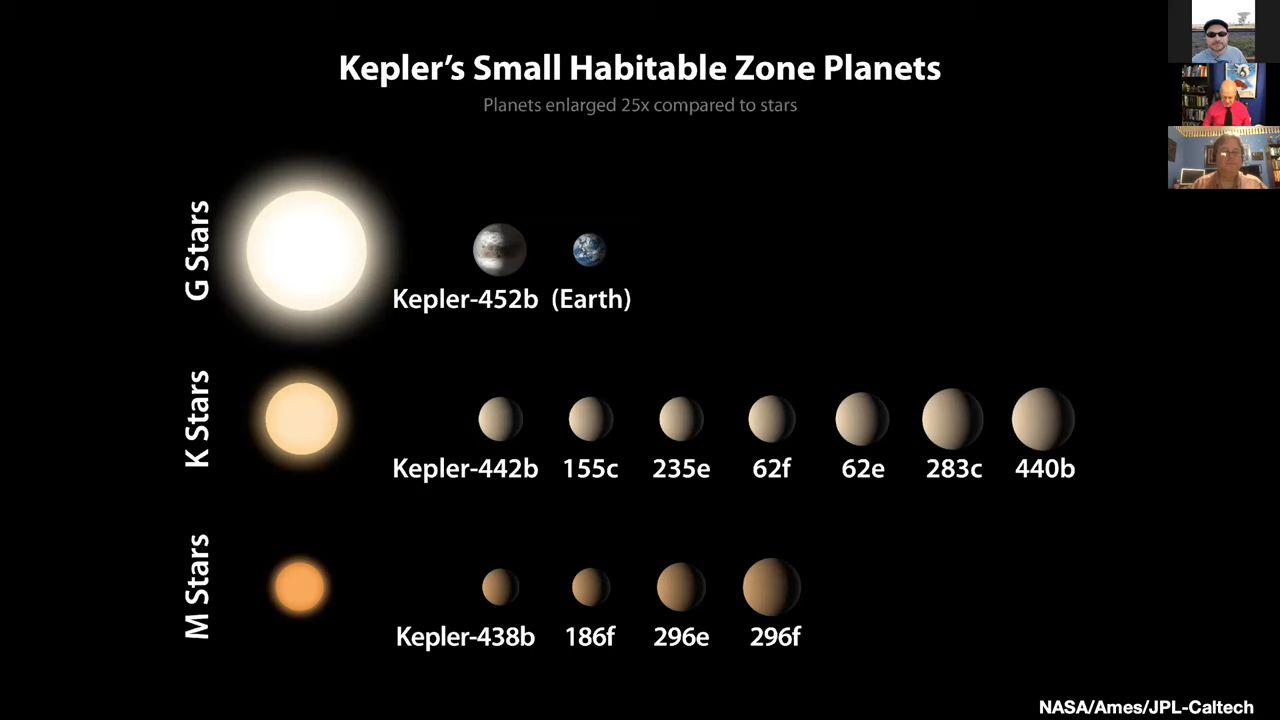 Kepler's Small Habitable Zone Planets
Planets enlarged 25x compared to stars
G Stars
Kepler-452b (Earth)
K Stars
Kepler-442b 155c 235e 62f 62e 283c 440b
M Stars
Kepler-438b 186f 296e 296f
NASA/Ames/JPL-Caltech